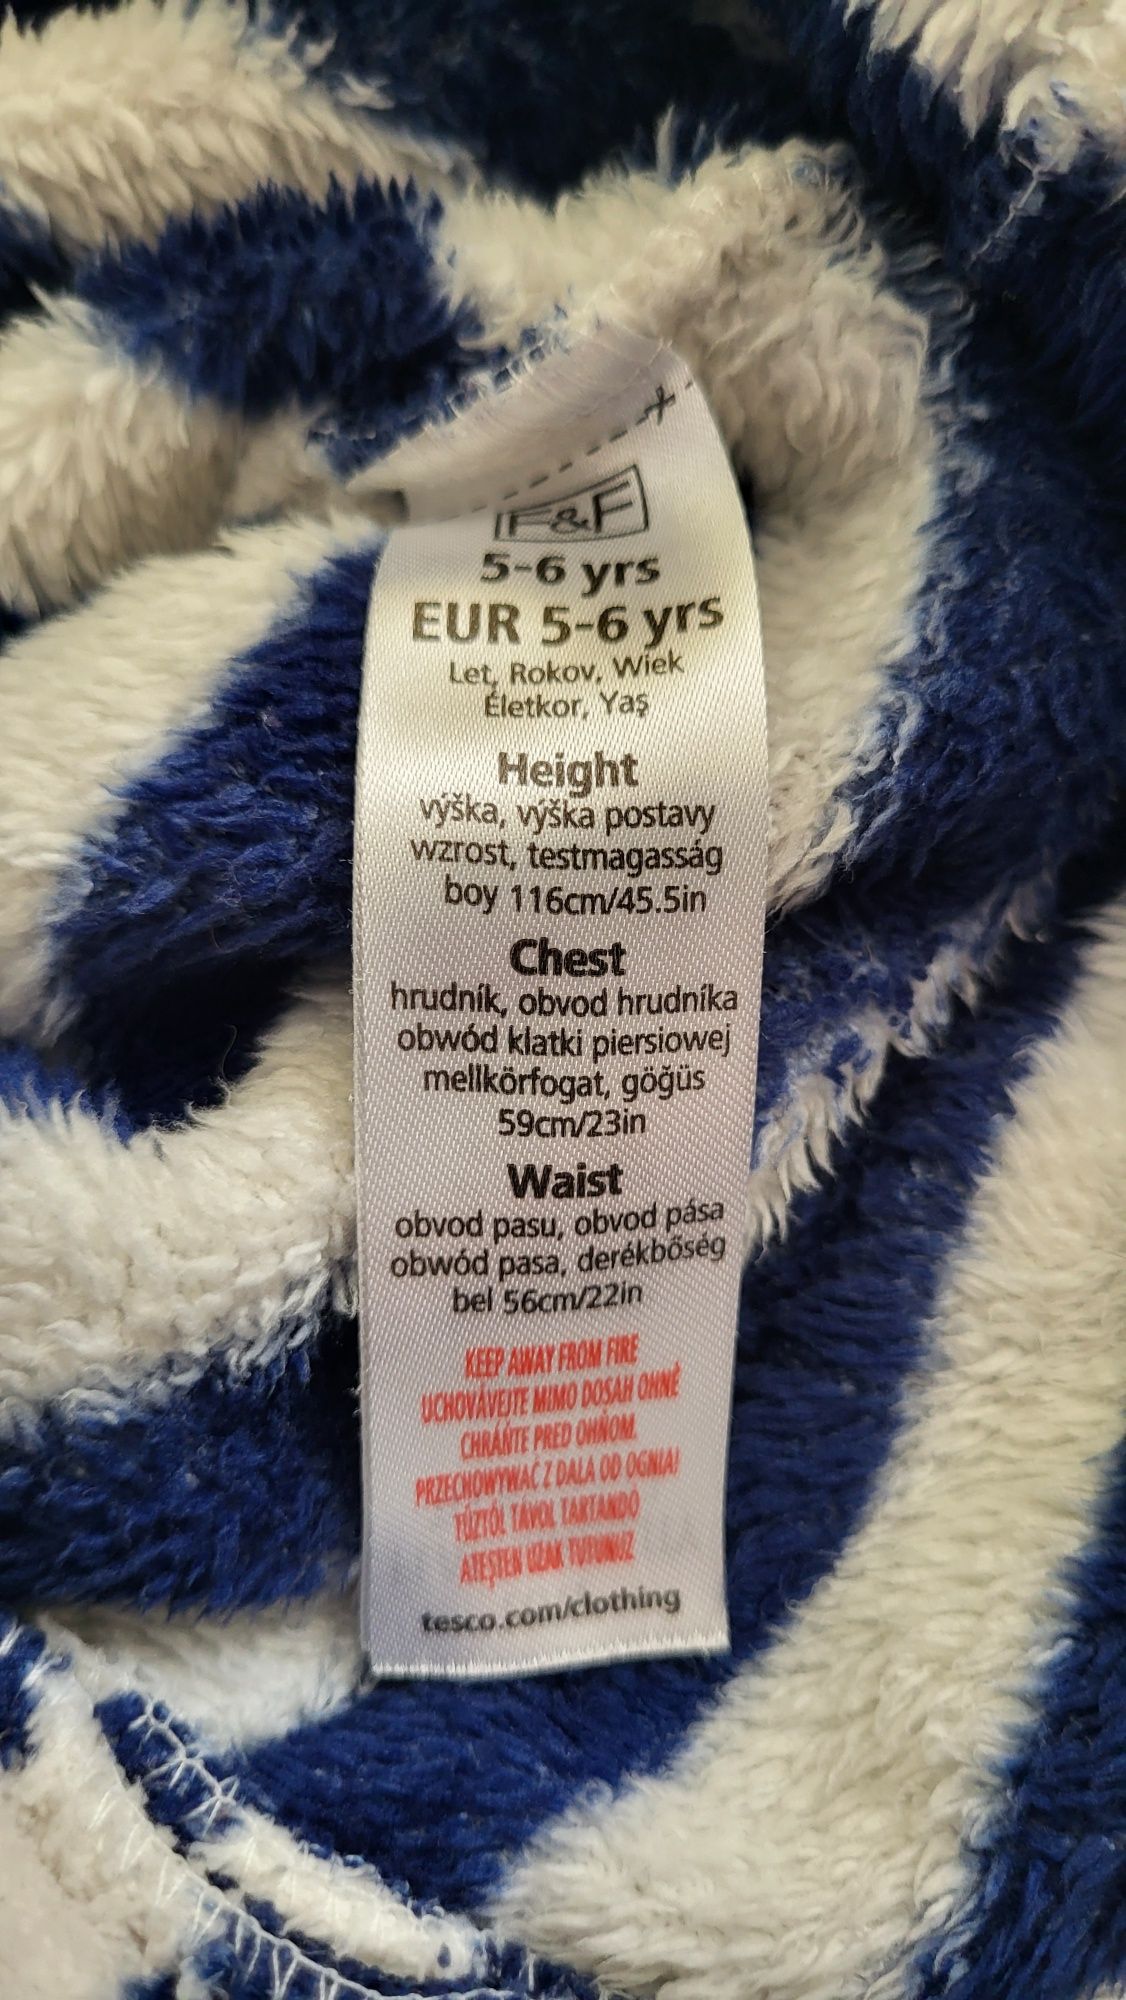 F&F
5-6 yrs
EUR 5-6 yrs
Let, Rokov, Wiek
Életkor, Yaş
Height
výška, výška postavy
wzrost, testmagasság
boy 116cm/45.5in
Chest
hrudník, obvod hrudníka
obwód klatki piersiowej
mellkörfogat, göğüs
59cm/23in
Waist
obvod pasu, obvod pása
obwód pasa, derékbőség
bel 56cm/22in
KEEP AWAY FROM FIRE
UCHOVÁVEJTE MIMO DOSAH OHNĚ
CHRÁŇTE PRED OHŇOM.
PRZECHOWYWAĆ Z DALA OD OGNIA!
TŰZTŐL TÁVOL TARTANDÓ
ATEŞTEN UZAK TUTUNUZ
tesco.com/clothing